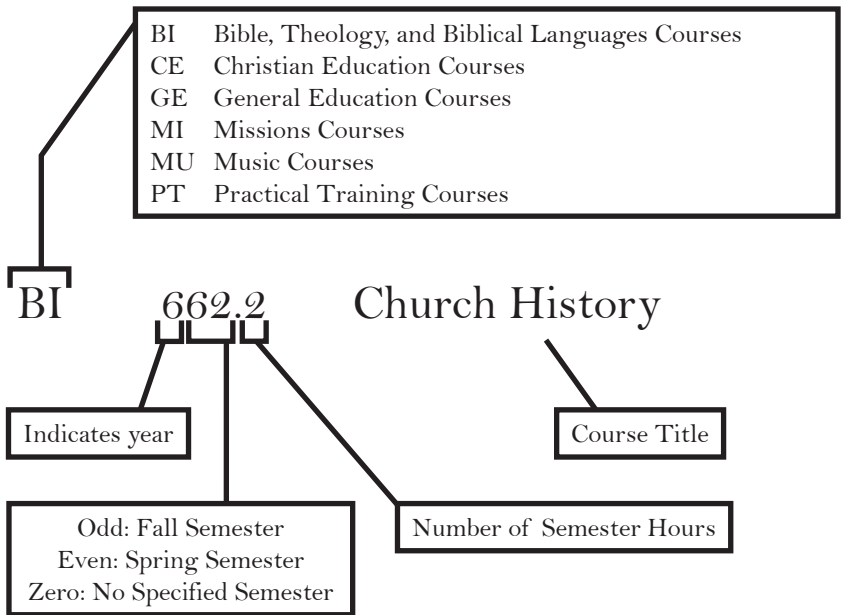 BI Bible, Theology, and Biblical Languages Courses
CE Christian Education Courses
GE General Education Courses
MI Missions Courses
MU Music Courses
PT Practical Training Courses
BI 662.2 Church History
Indicates year
Course Title
Odd: Fall Semester
Even: Spring Semester
Zero: No Specified Semester
Number of Semester Hours